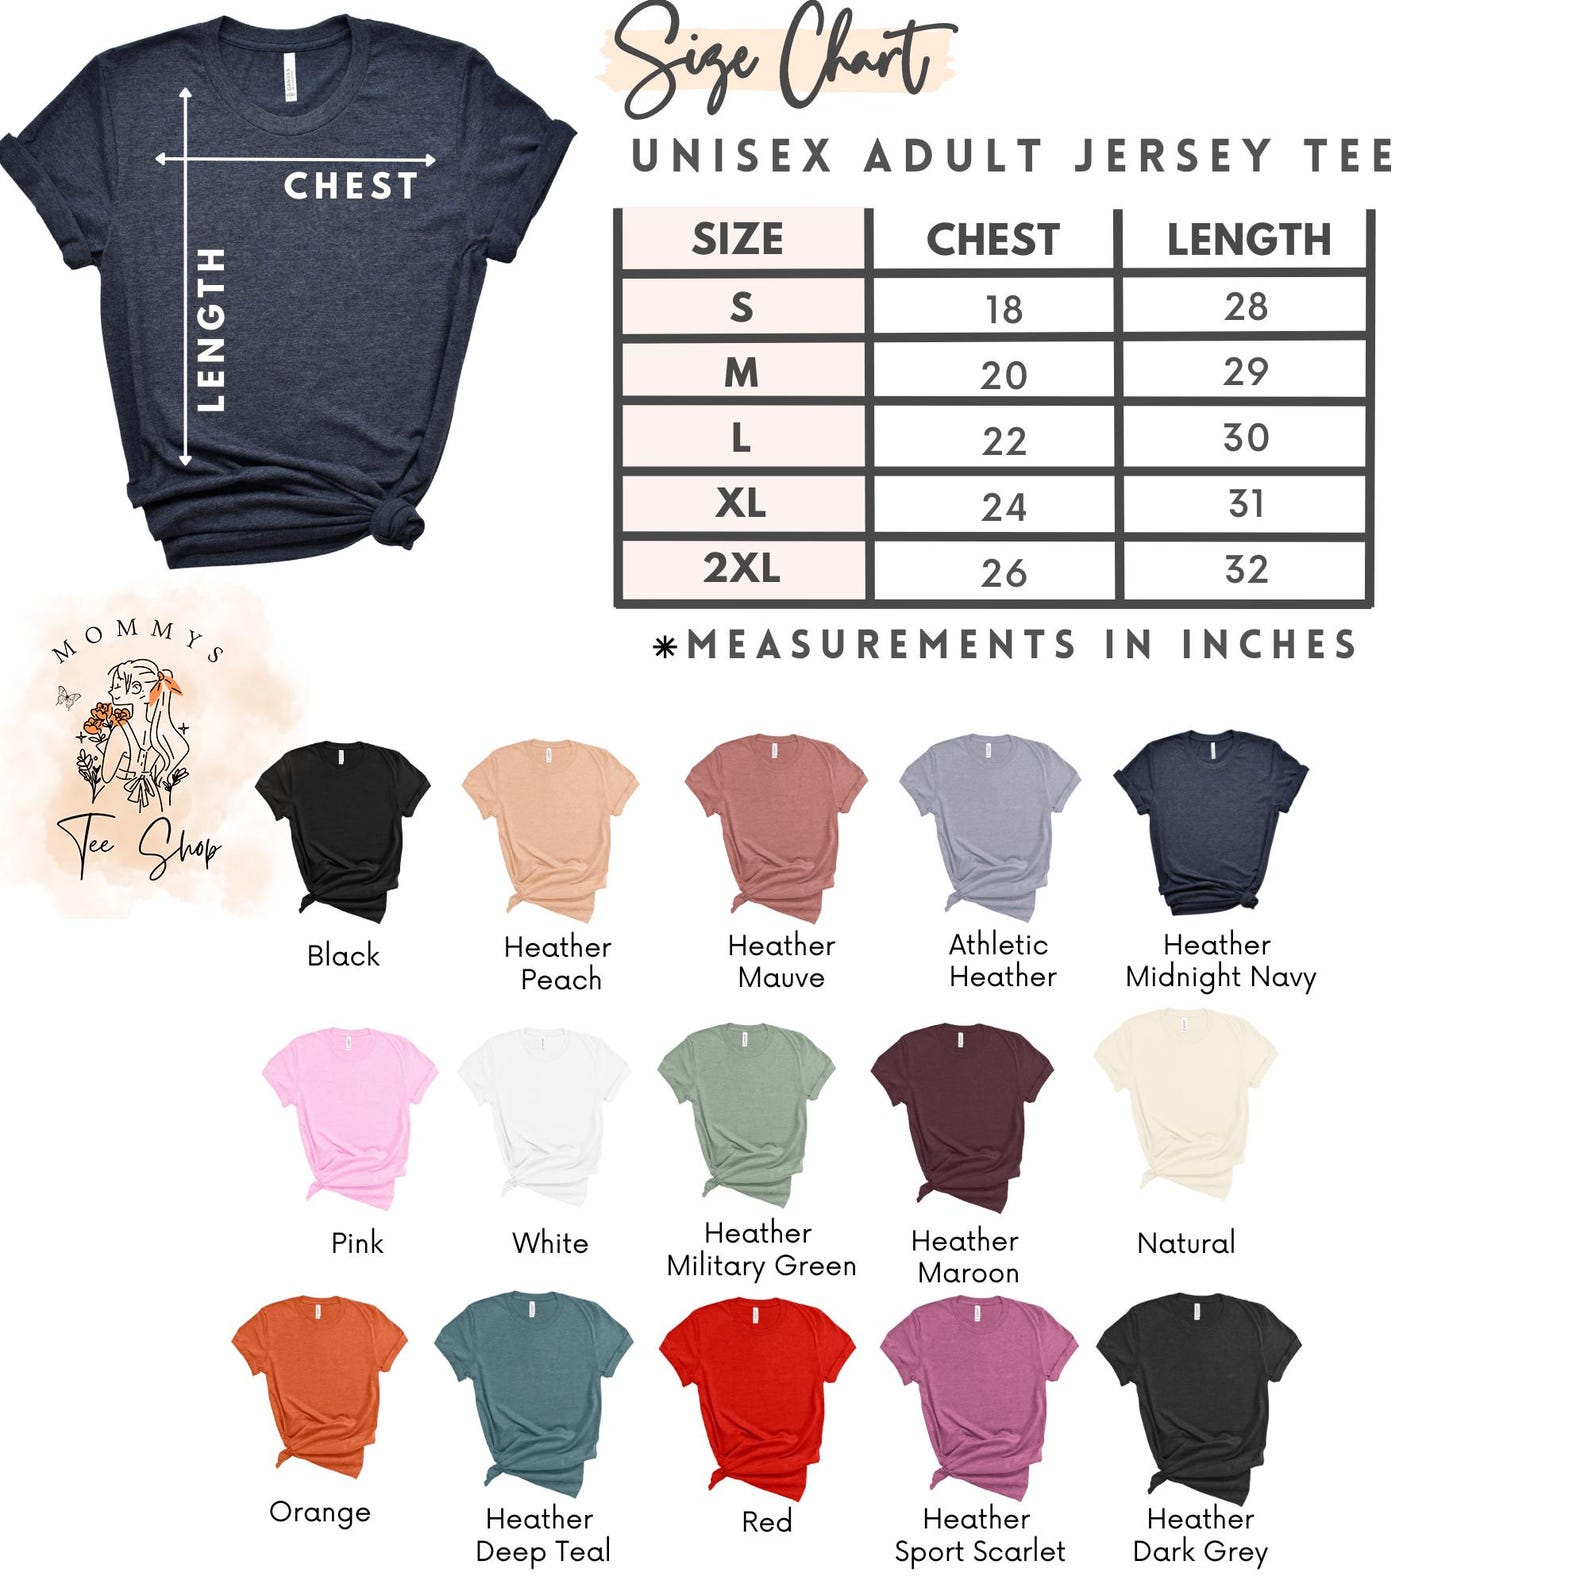 Size Chart
UNISEX ADULT JERSEY TEE
CHEST
LENGTH
SIZE CHEST LENGTH
S 18 28
M 20 29
L 22 30
XL 24 31
2XL 26 32
*MEASUREMENTS IN INCHES
MOMMYS
Tee Shop
Black
Heather
Peach
Heather
Mauve
Athletic
Heather
Heather
Midnight Navy
Pink
White
Heather
Military Green
Heather
Maroon
Natural
Orange
Heather
Deep Teal
Red
Heather
Sport Scarlet
Heather
Dark Grey